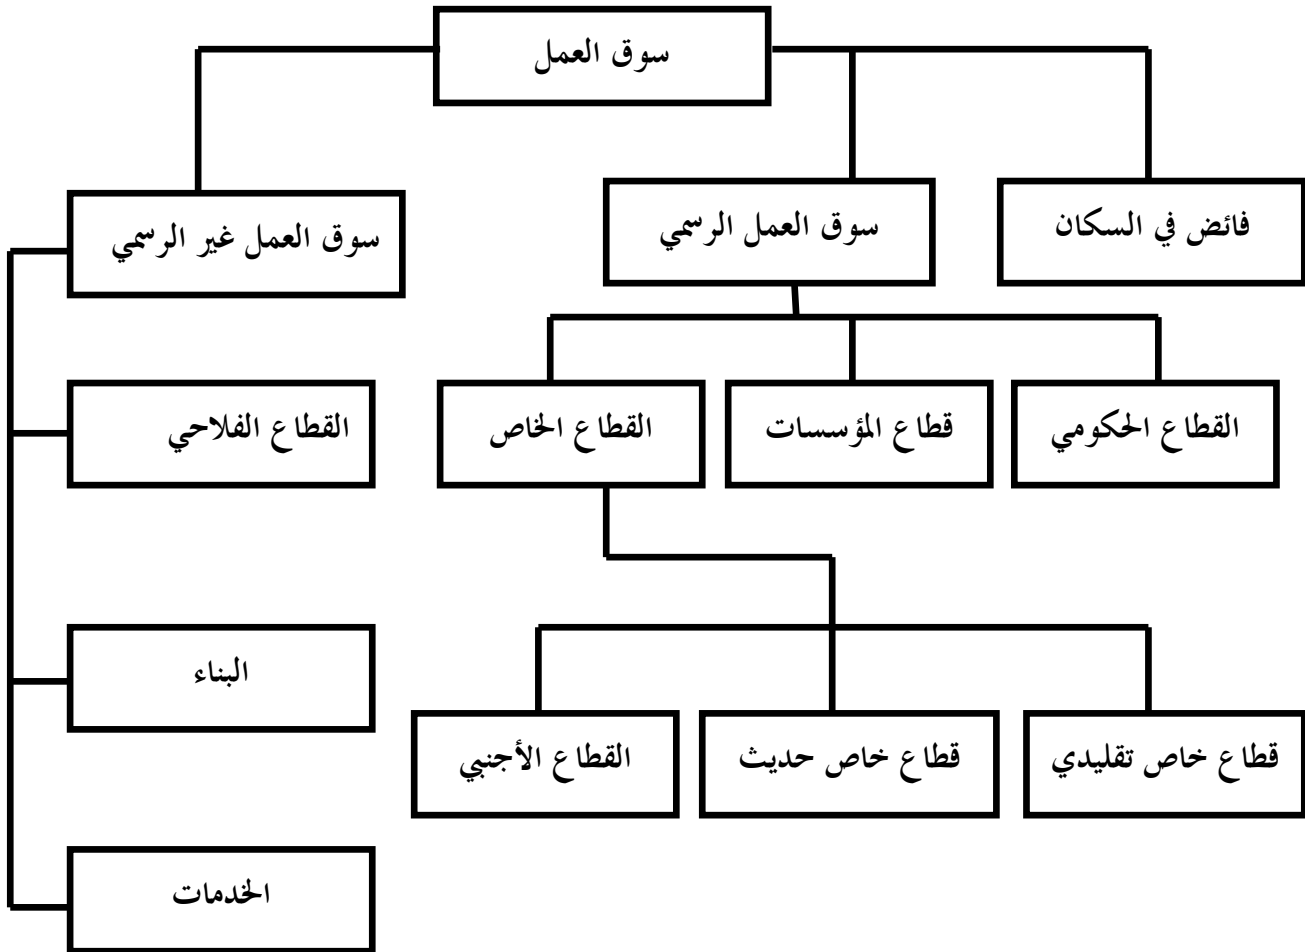 سوق العمل
فائض في السكان
سوق العمل الرسمي
سوق العمل غير الرسمي
القطاع الحكومي
قطاع المؤسسات
القطاع الخاص
القطاع الفلاحي
البناء
قطاع خاص تقليدي
قطاع خاص حديث
القطاع الأجنبي
الخدمات